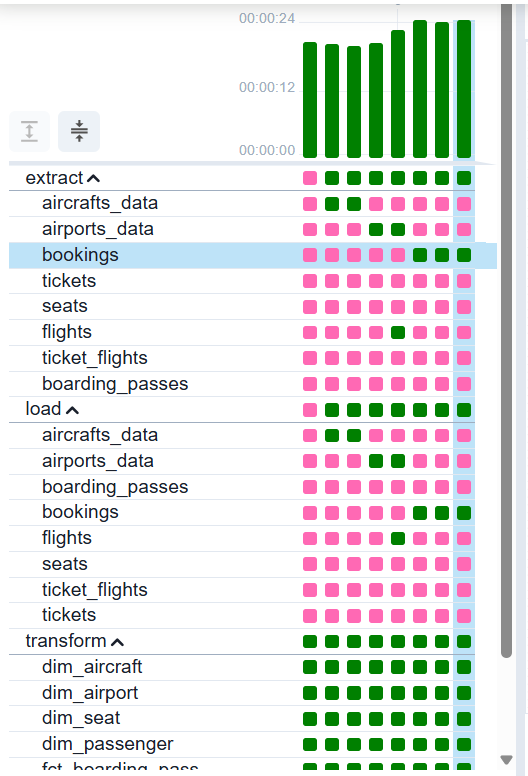 00:00:24
00:00:12
00:00:00
extract
aircrafts_data
airports_data
bookings
tickets
seats
flights
ticket_flights
boarding_passes
load
aircrafts_data
airports_data
boarding_passes
bookings
flights
seats
ticket_flights
tickets
transform
dim_aircraft
dim_airport
dim_seat
dim_passenger
fct_boarding_pass